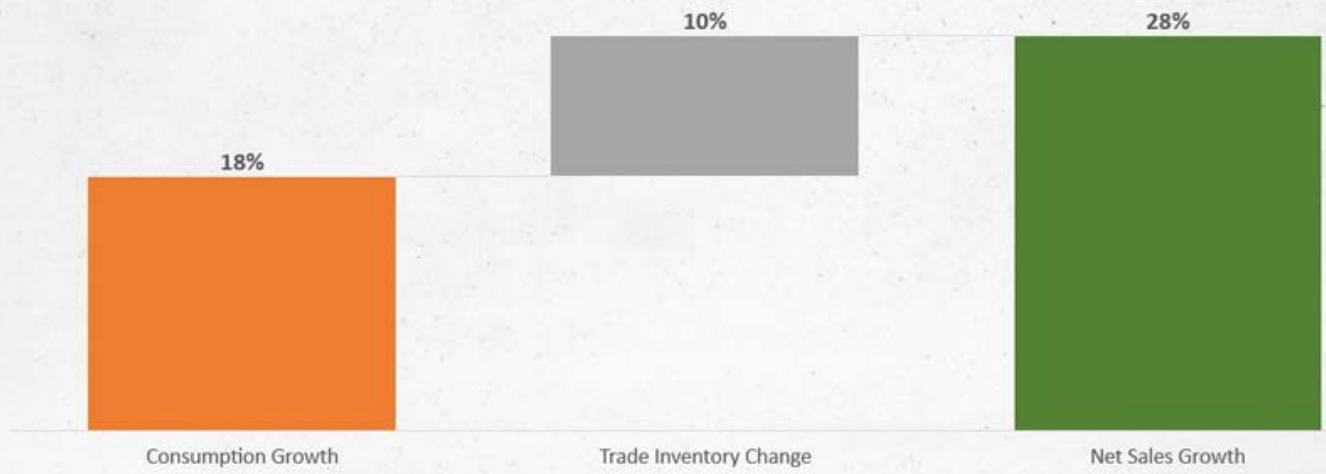 10%
28%
18%
Consumption Growth
Trade Inventory Change
Net Sales Growth